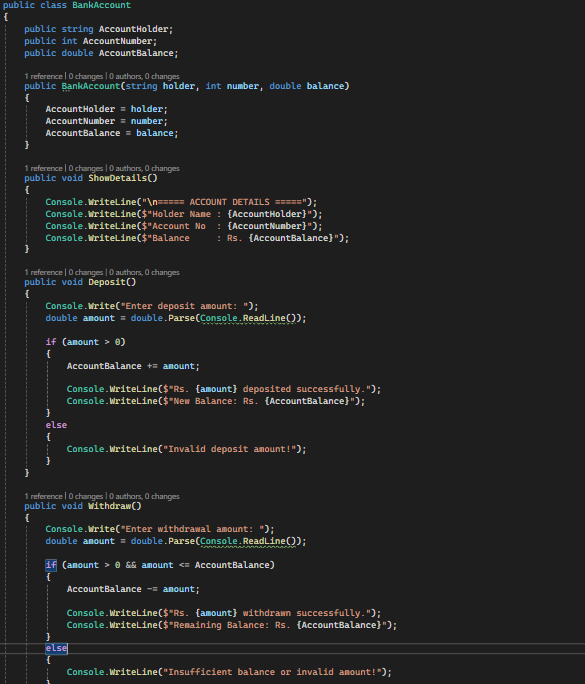 public class BankAccount
{
public string AccountHolder;
public int AccountNumber;
public double AccountBalance;
1 reference | 0 changes | 0 authors, 0 changes
public BankAccount(string holder, int number, double balance)
{
AccountHolder = holder;
AccountNumber = number;
AccountBalance = balance;
}
1 reference | 0 changes | 0 authors, 0 changes
public void ShowDetails()
{
Console.WriteLine("\n===== ACCOUNT DETAILS =====");
Console.WriteLine($"Holder Name : {AccountHolder}");
Console.WriteLine($"Account No  : {AccountNumber}");
Console.WriteLine($"Balance     : Rs. {AccountBalance}");
}
1 reference | 0 changes | 0 authors, 0 changes
public void Deposit()
{
Console.Write("Enter deposit amount: ");
double amount = double.Parse(Console.ReadLine());
if (amount > 0)
{
AccountBalance += amount;
Console.WriteLine($"Rs. {amount} deposited successfully.");
Console.WriteLine($"New Balance: Rs. {AccountBalance}");
}
else
{
Console.WriteLine("Invalid deposit amount!");
}
}
1 reference | 0 changes | 0 authors, 0 changes
public void Withdraw()
{
Console.Write("Enter withdrawal amount: ");
double amount = double.Parse(Console.ReadLine());
if (amount > 0 && amount <= AccountBalance)
{
AccountBalance -= amount;
Console.WriteLine($"Rs. {amount} withdrawn successfully.");
Console.WriteLine($"Remaining Balance: Rs. {AccountBalance}");
}
else
{
Console.WriteLine("Insufficient balance or invalid amount!");
}